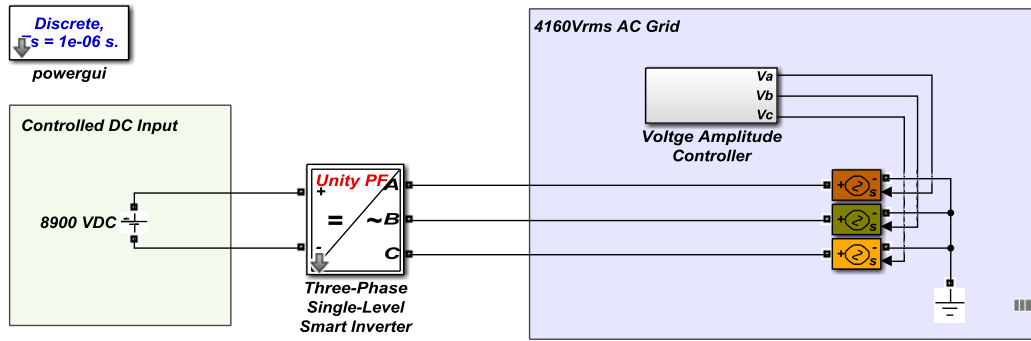 Discrete,
Ts = 1e-06 s.
powergui
4160Vrms AC Grid
Va
Vb
Vc
Voltge Amplitude
Controller
Controlled DC Input
8900 VDC
Unity PF
+
-
=
~
A
B
C
Three-Phase
Single-Level
Smart Inverter
+
-
s
+
-
s
+
-
s